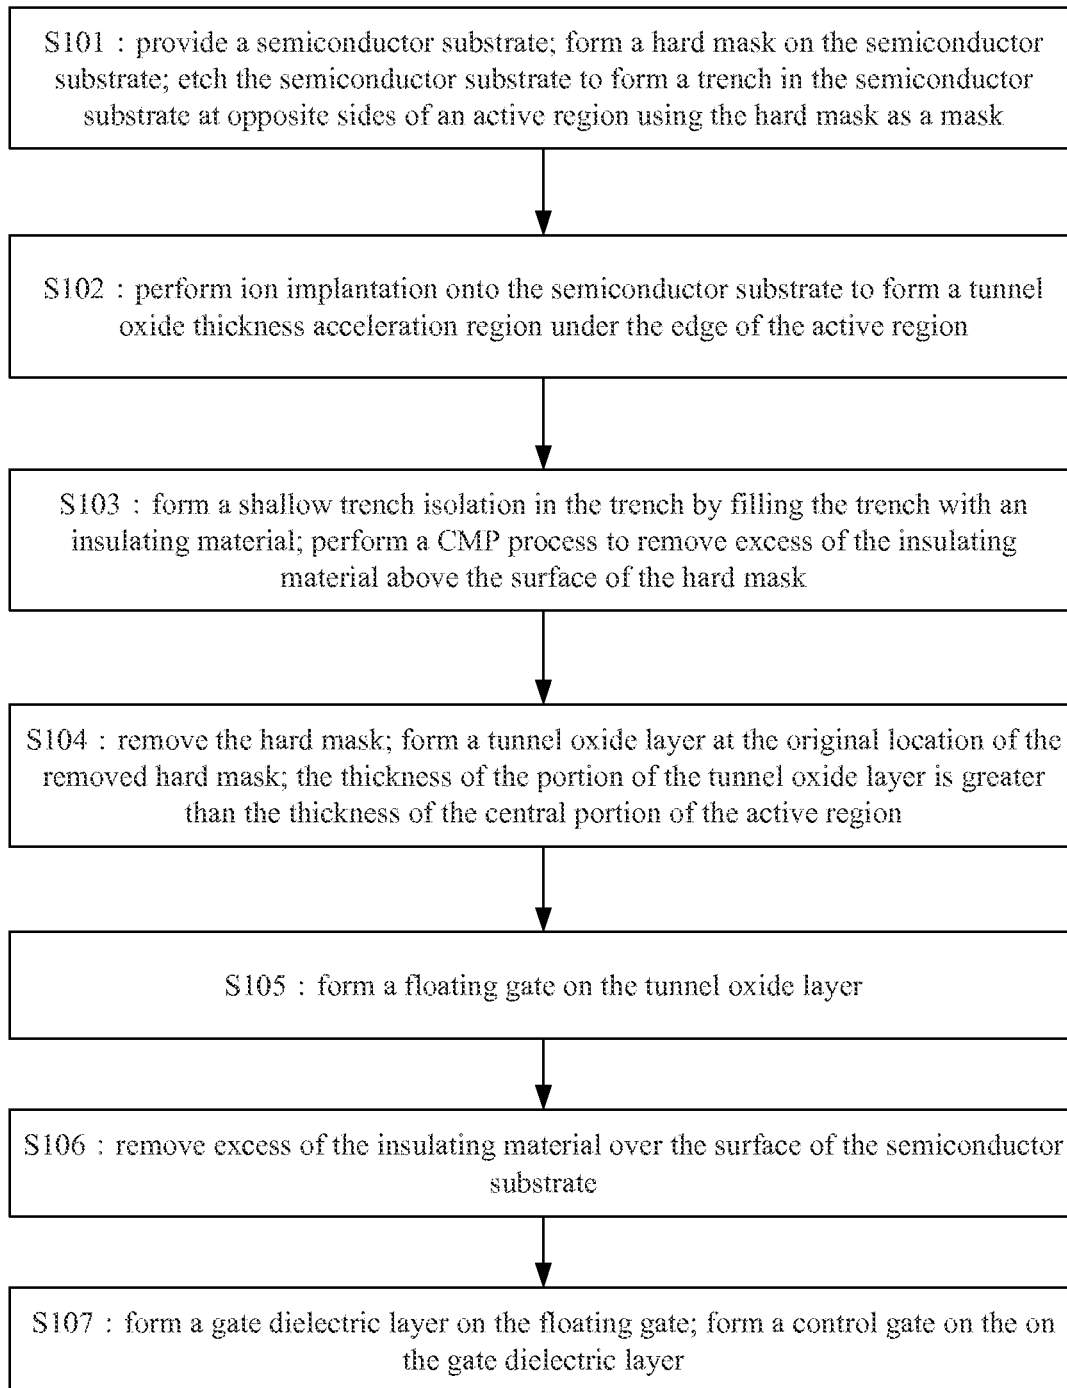 S101 : provide a semiconductor substrate; form a hard mask on the semiconductor
substrate; etch the semiconductor substrate to form a trench in the semiconductor
substrate at opposite sides of an active region using the hard mask as a mask
S102 : perform ion implantation onto the semiconductor substrate to form a tunnel
oxide thickness acceleration region under the edge of the active region
S103 : form a shallow trench isolation in the trench by filling the trench with an
insulating material; perform a CMP process to remove excess of the insulating
material above the surface of the hard mask
S104 : remove the hard mask; form a tunnel oxide layer at the original location of the
removed hard mask; the thickness of the portion of the tunnel oxide layer is greater
than the thickness of the central portion of the active region
S105 : form a floating gate on the tunnel oxide layer
S106 : remove excess of the insulating material over the surface of the semiconductor
substrate
S107 : form a gate dielectric layer on the floating gate; form a control gate on the on
the gate dielectric layer